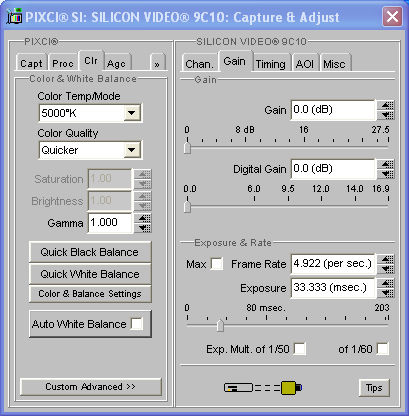 PIXCI® SI: SILICON VIDEO® 9C10: Capture & Adjust
PIXCI®
Capt Proc Clr Agc »
Color & White Balance
Color Temp/Mode
5000°K
Color Quality
Quicker
Saturation 1.00
Brightness 1.00
Gamma 1.000
Quick Black Balance
Quick White Balance
Color & Balance Settings
Auto White Balance
Custom Advanced >>
SILICON VIDEO® 9C10
Chan. Gain Timing AOI Misc
Gain
Gain 0.0 (dB)
0 8 dB 16 27.5
Digital Gain 0.0 (dB)
0.0 6.0 9.5 12.0 14.0 16.9
Exposure & Rate
Max Frame Rate 4.922 (per sec.)
Exposure 33.333 (msec.)
0 80 msec. 203
Exp. Mult. of 1/50 of 1/60
Tips